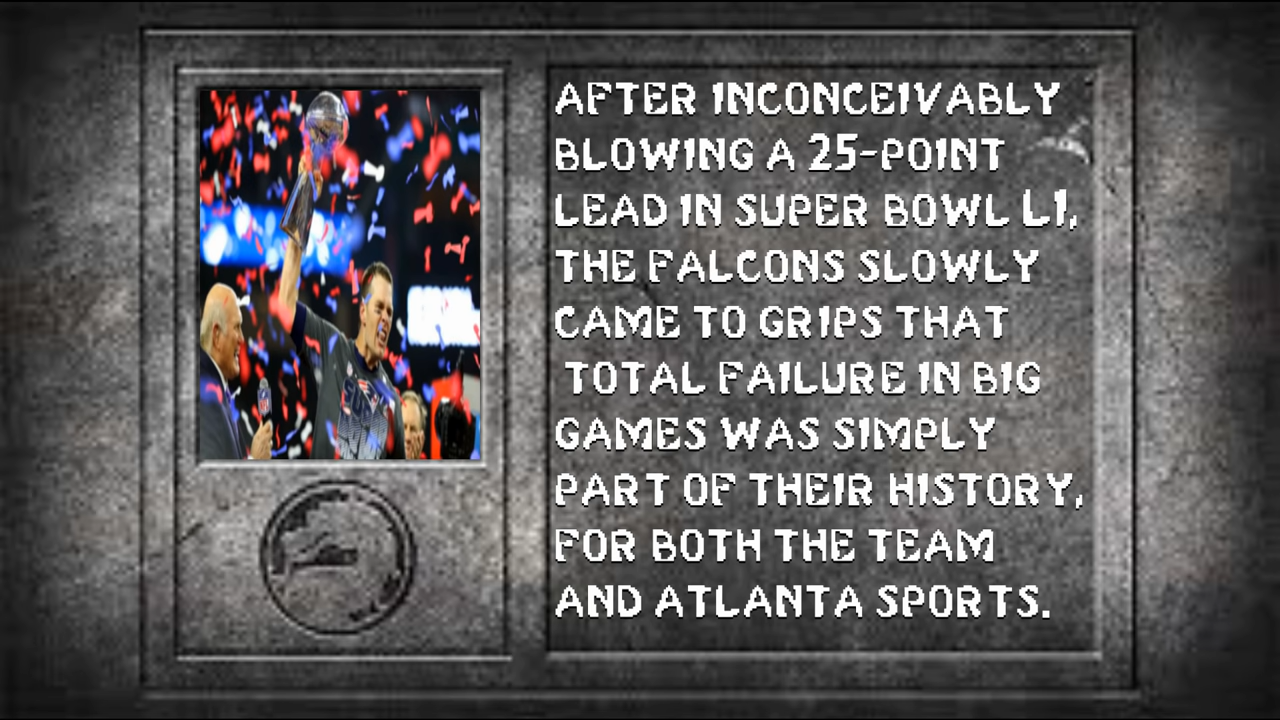 AFTER INCONCEIVABLY
BLOWING A 25-POINT
LEAD IN SUPER BOWL LI,
THE FALCONS SLOWLY
CAME TO GRIPS THAT
TOTAL FAILURE IN BIG
GAMES WAS SIMPLY
PART OF THEIR HISTORY,
FOR BOTH THE TEAM
AND ATLANTA SPORTS.